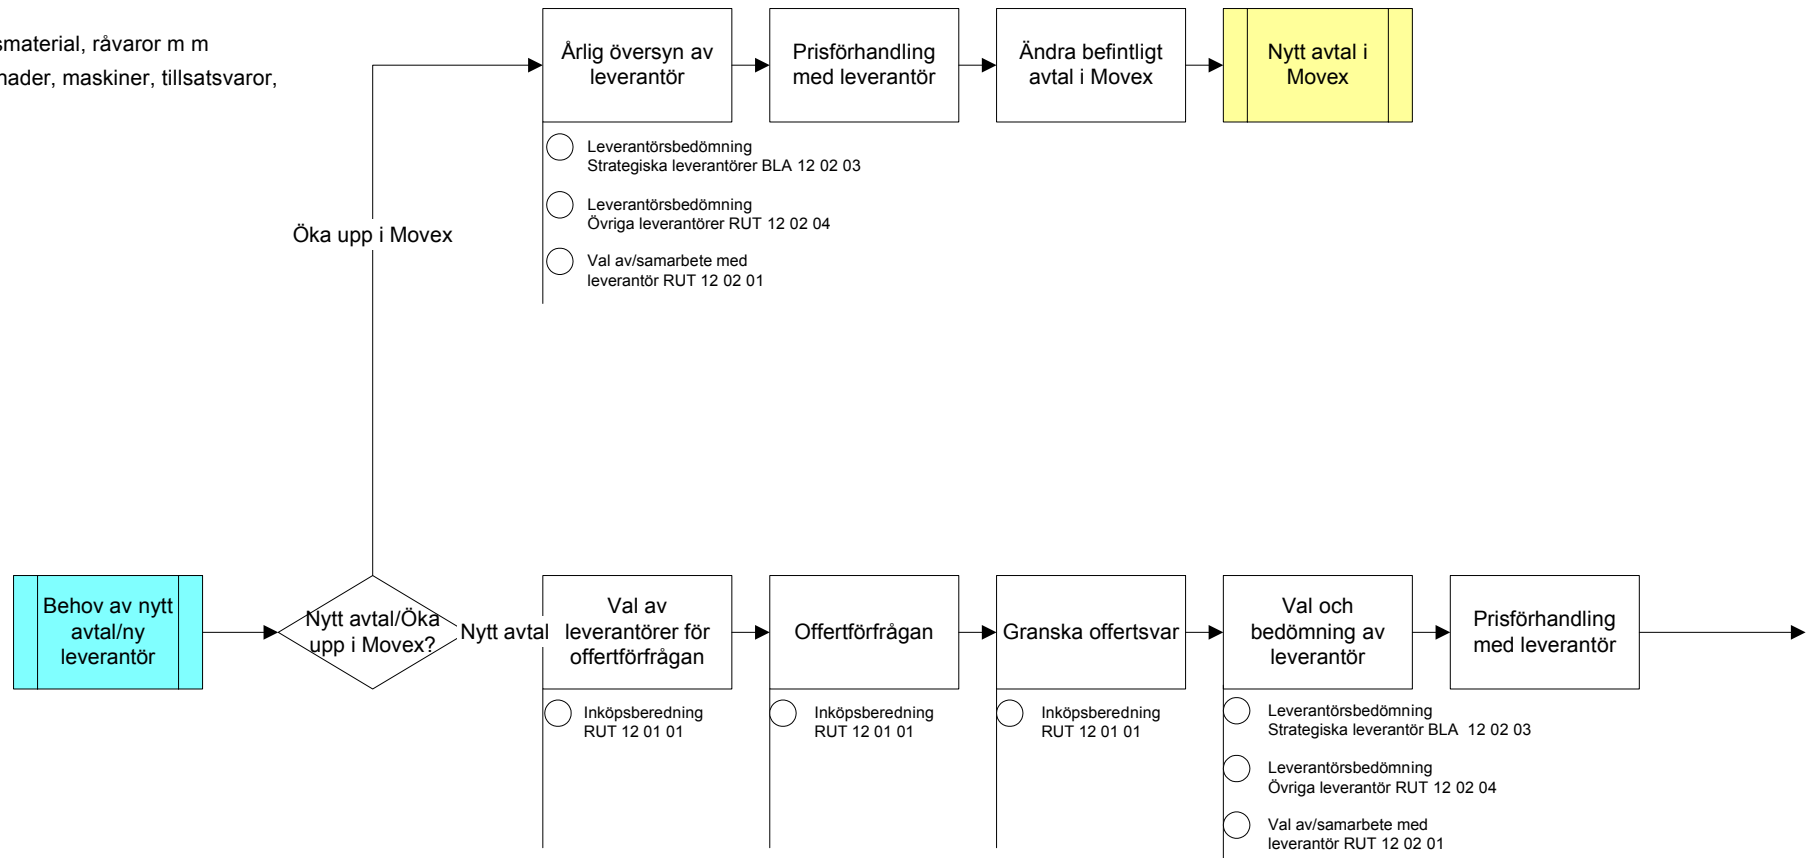 smaterial, råvaror m m
nader, maskiner, tillsatsvaror,
Årlig översyn av
leverantör
Prisförhandling
med leverantör
Ändra befintligt
avtal i Movex
Nytt avtal i
Movex
Leverantörsbedömning
Strategiska leverantörer BLA 12 02 03
Leverantörsbedömning
Övriga leverantörer RUT 12 02 04
Val av/samarbete med
leverantör RUT 12 02 01
Öka upp i Movex
Behov av nytt
avtal/ny
leverantör
Nytt avtal/Öka
upp i Movex?
Nytt avtal
Val av
leverantörer för
offertförfrågan
Offertförfrågan
Granska offertsvar
Val och
bedömning av
leverantör
Prisförhandling
med leverantör
Inköpsberedning
RUT 12 01 01
Inköpsberedning
RUT 12 01 01
Inköpsberedning
RUT 12 01 01
Leverantörsbedömning
Strategiska leverantör BLA  12 02 03
Leverantörsbedömning
Övriga leverantör RUT 12 02 04
Val av/samarbete med
leverantör RUT 12 02 01